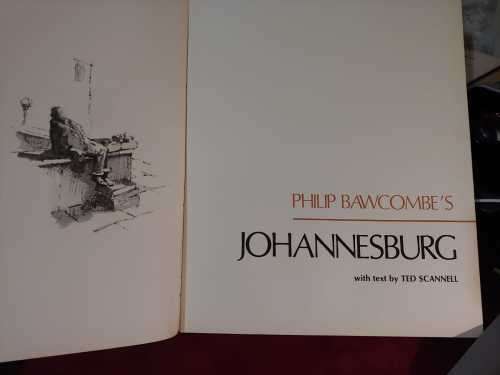 PHILIP BAWCOMBE'S
JOHANNESBURG
with text by TED SCANNELL